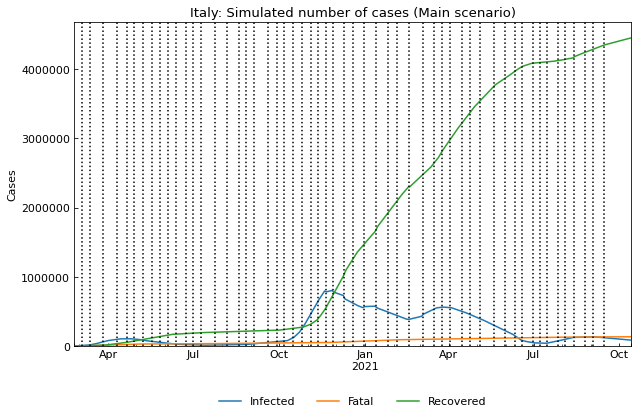 Italy: Simulated number of cases (Main scenario)
4000000
3000000
2000000
1000000
0
Cases
Apr Jul Oct Jan Apr Jul Oct
2021
Infected Fatal Recovered